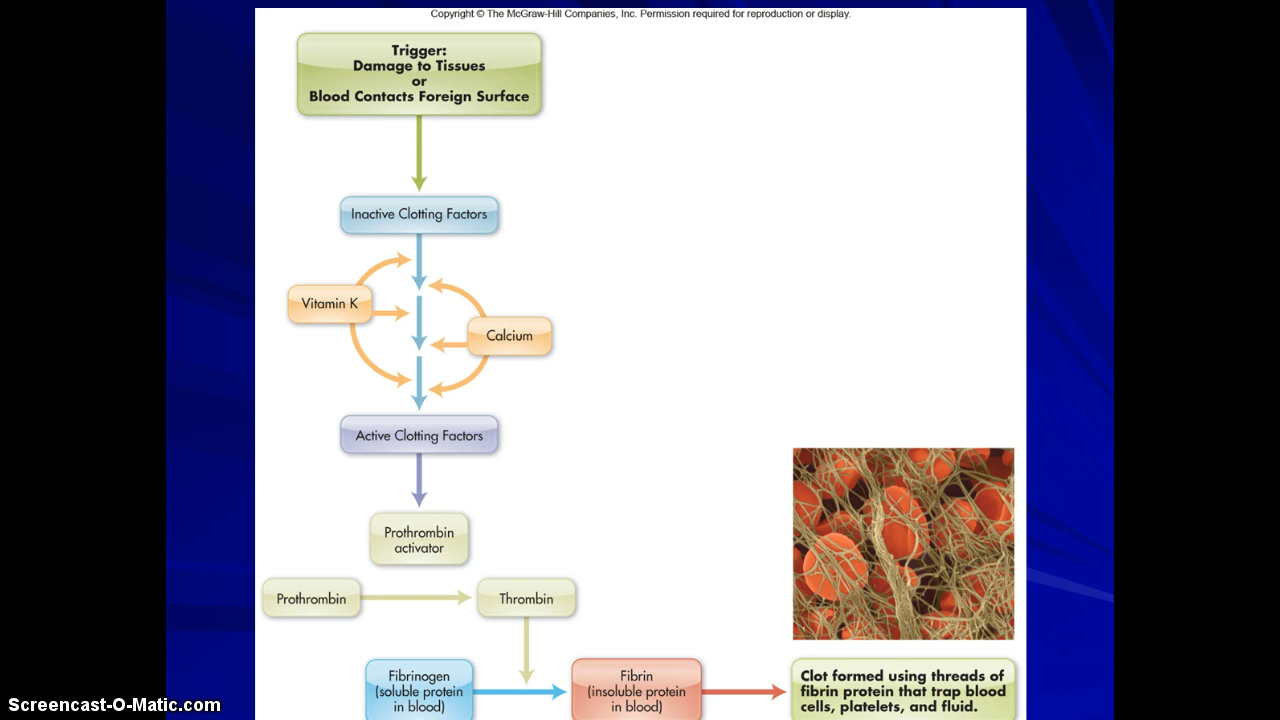 Copyright © The McGraw-Hill Companies, Inc. Permission required for reproduction or display.
Trigger:
Damage to Tissues
or
Blood Contacts Foreign Surface
Inactive Clotting Factors
Vitamin K
Calcium
Active Clotting Factors
Prothrombin
activator
Prothrombin
Thrombin
Fibrinogen
(soluble protein
in blood)
Fibrin
(insoluble protein
in blood)
Clot formed using threads of
fibrin protein that trap blood
cells, platelets, and fluid.
Screencast-O-Matic.com